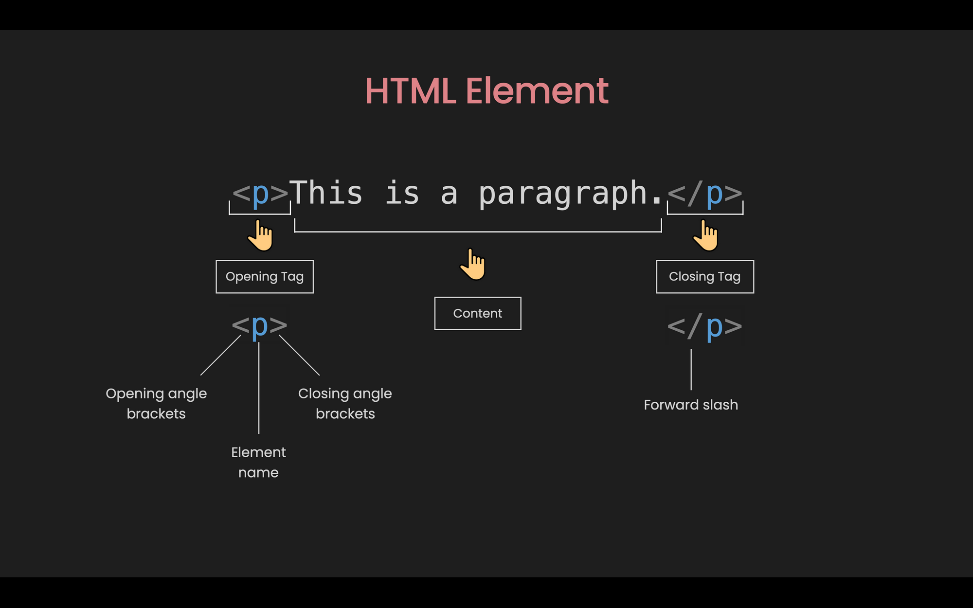 HTML Element
<p>This is a paragraph.</p>
Opening Tag
Content
Closing Tag
<p>
</p>
Opening angle
brackets
Closing angle
brackets
Forward slash
Element
name